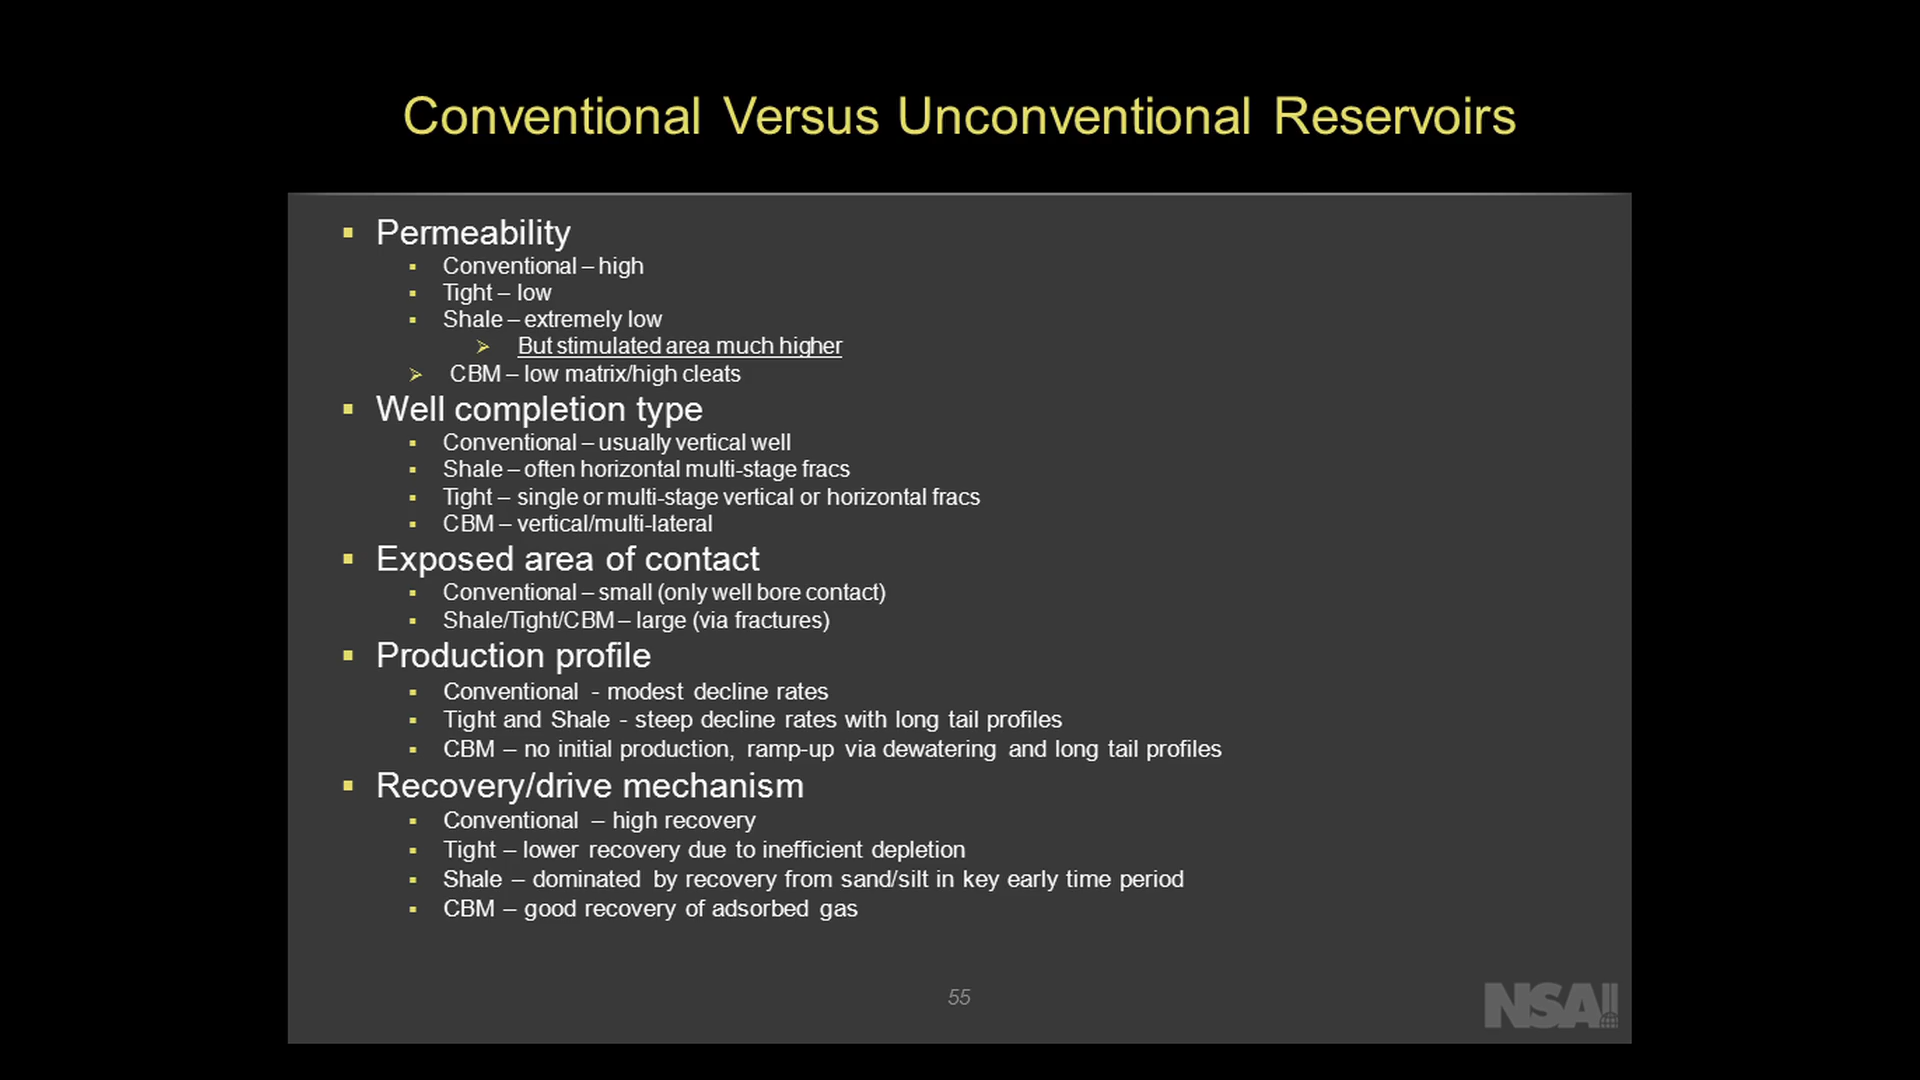 Conventional Versus Unconventional Reservoirs
Permeability
Conventional – high
Tight – low
Shale – extremely low
But stimulated area much higher
CBM – low matrix/high cleats
Well completion type
Conventional – usually vertical well
Shale – often horizontal multi-stage fracs
Tight – single or multi-stage vertical or horizontal fracs
CBM – vertical/multi-lateral
Exposed area of contact
Conventional – small (only well bore contact)
Shale/Tight/CBM – large (via fractures)
Production profile
Conventional - modest decline rates
Tight and Shale - steep decline rates with long tail profiles
CBM – no initial production, ramp-up via dewatering and long tail profiles
Recovery/drive mechanism
Conventional – high recovery
Tight – lower recovery due to inefficient depletion
Shale – dominated by recovery from sand/silt in key early time period
CBM – good recovery of adsorbed gas
55
NSAI